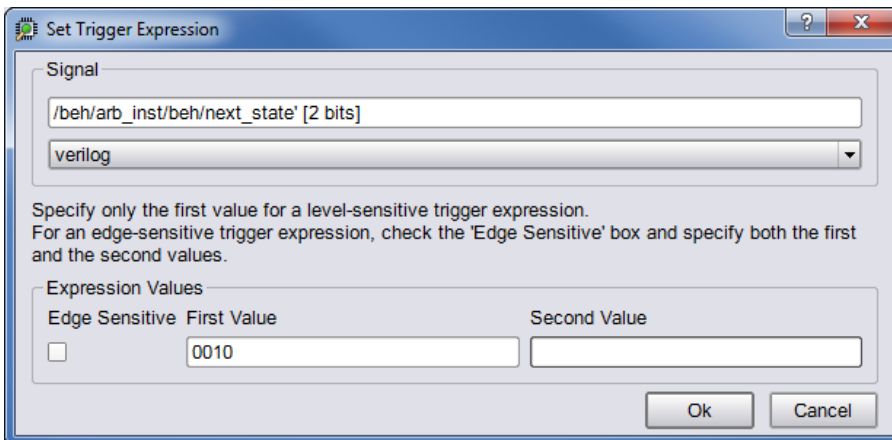 Set Trigger Expression
? X
Signal
/beh/arb_inst/beh/next_state' [2 bits]
verilog
Specify only the first value for a level-sensitive trigger expression.
For an edge-sensitive trigger expression, check the 'Edge Sensitive' box and specify both the first
and the second values.
Expression Values
Edge Sensitive First Value Second Value
0010
Ok Cancel